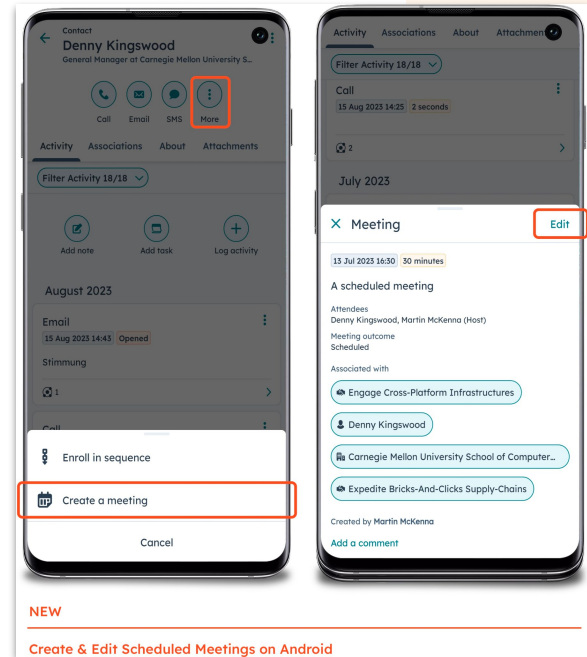 Contact
Denny Kingswood
General Manager at Carnegie Mellon University S...
Call Email SMS More
Activity Associations About Attachments
Filter Activity 18/18
Add note Add task Log activity
August 2023
Email
15 Aug 2023 14:43 Opened
Stimmung
1
Call
Enroll in sequence
Create a meeting
Cancel
Activity Associations About Attachmen
Filter Activity 18/18
Call
15 Aug 2023 14:25 2 seconds
2
July 2023
Meeting Edit
13 Jul 2023 16:30 30 minutes
A scheduled meeting
Attendees
Denny Kingswood, Martin McKenna (Host)
Meeting outcome
Scheduled
Associated with
Engage Cross-Platform Infrastructures
Denny Kingswood
Carnegie Mellon University School of Computer...
Expedite Bricks-And-Clicks Supply-Chains
Created by Martin McKenna
Add a comment
NEW
Create & Edit Scheduled Meetings on Android